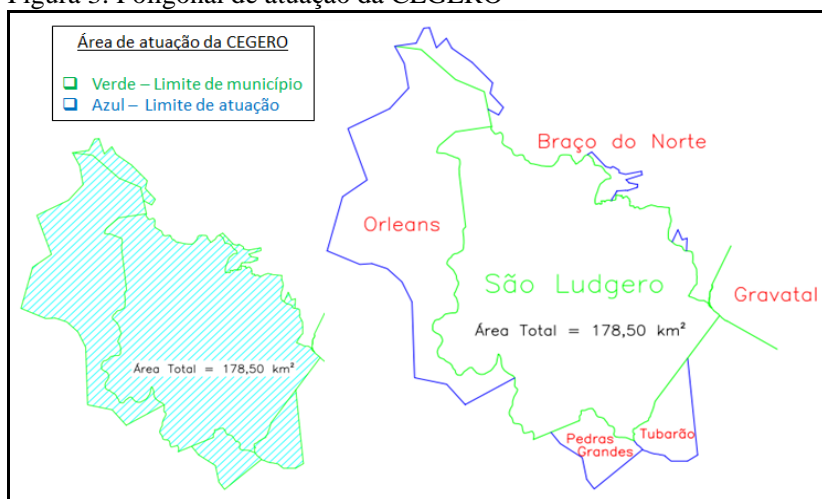 Figura 3: Poligonal de atuação da CEGERO
Área de atuação da CEGERO
Verde – Limite de município
Azul – Limite de atuação
Braço do Norte
Orleans
São Ludgero
Gravatal
Área Total = 178,50 km²
Área Total = 178,50 km²
Pedras
Grandes
Tubarão